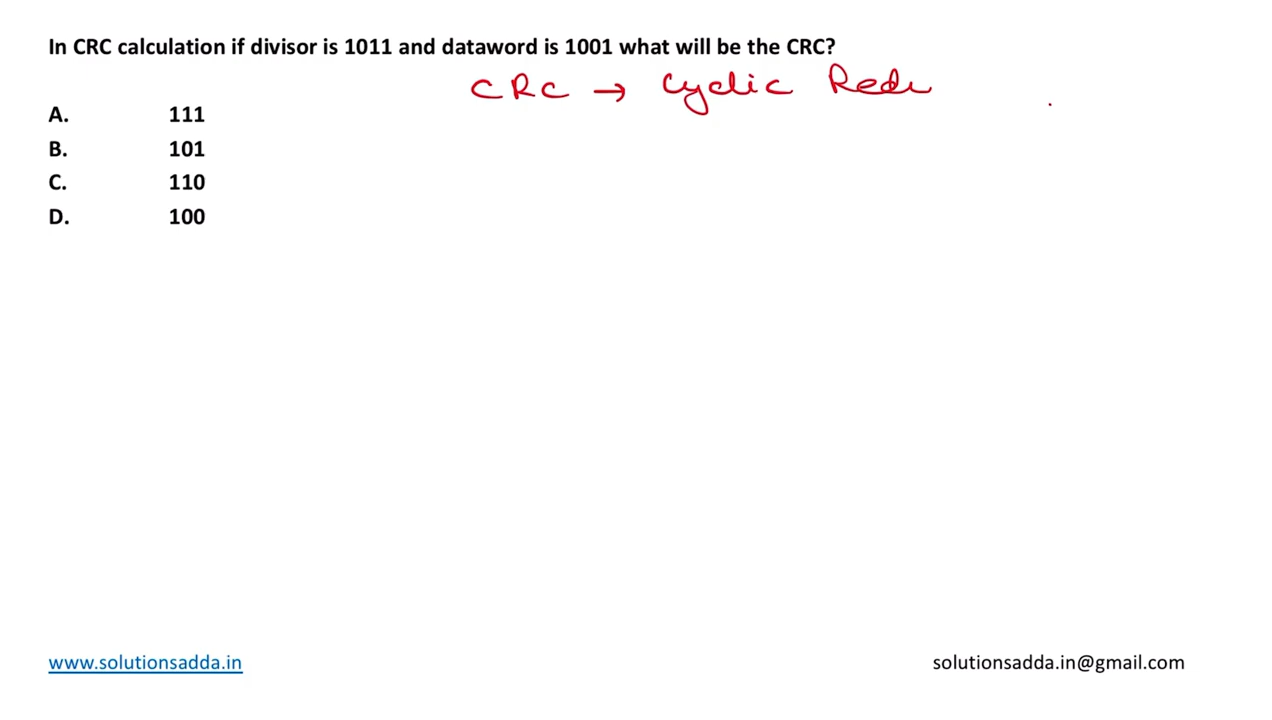 In CRC calculation if divisor is 1011 and dataword is 1001 what will be the CRC?
CRC → Cyclic Redu
A. 111
B. 101
C. 110
D. 100
www.solutionsadda.in
solutionsadda.in@gmail.com